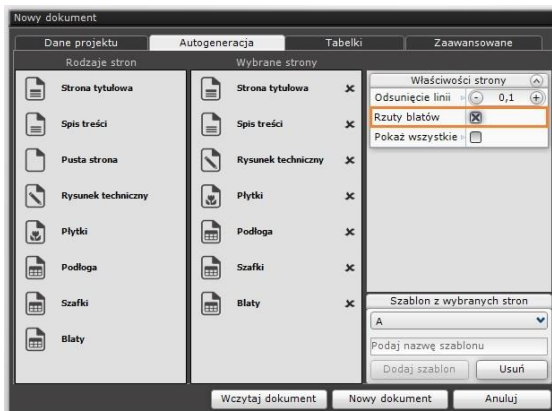 Nowy dokument
Dane projektu
Autogeneracja
Tabelki
Zaawansowane
Rodzaje stron
Strona tytułowa
Spis treści
Pusta strona
Rysunek techniczny
Płytki
Podłoga
Szafki
Blaty
Wybrane strony
Strona tytułowa
Spis treści
Rysunek techniczny
Płytki
Podłoga
Szafki
Blaty
Właściwości strony
Odsunięcie linii 0,1
Rzuty blatów
Pokaż wszystkie
Szablon z wybranych stron
A
Podaj nazwę szablonu
Dodaj szablon
Usuń
Wczytaj dokument
Nowy dokument
Anuluj